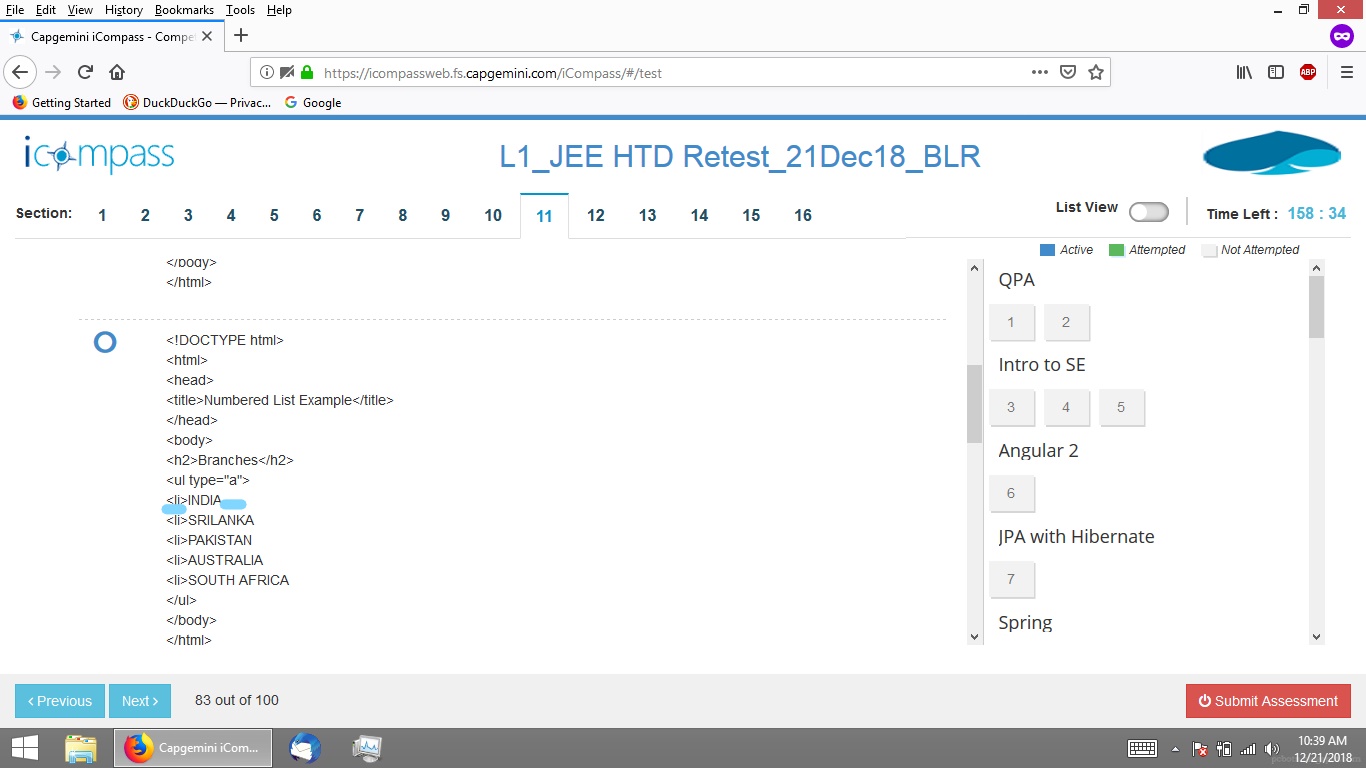 File Edit View History Bookmarks Tools Help
Capgemini iCompass - Compe
https://icompassweb.fs.capgemini.com/iCompass/#/test
ABP
Getting Started DuckDuckGo — Privac... Google
icompass
L1_JEE HTD Retest_21Dec18_BLR
Section: 1 2 3 4 5 6 7 8 9 10 11 12 13 14 15 16
List View
Time Left : 158 : 34
Active Attempted Not Attempted
</body>
</html>
<!DOCTYPE html>
<html>
<head>
<title>Numbered List Example</title>
</head>
<body>
<h2>Branches</h2>
<ul type="a">
<li>INDIA
<li>SRILANKA
<li>PAKISTAN
<li>AUSTRALIA
<li>SOUTH AFRICA
</ul>
</body>
</html>
QPA
1 2
Intro to SE
3 4 5
Angular 2
6
JPA with Hibernate
7
Spring
Previous Next 83 out of 100 Submit Assessment
Capgemini iCom...
10:39 AM
12/21/2018